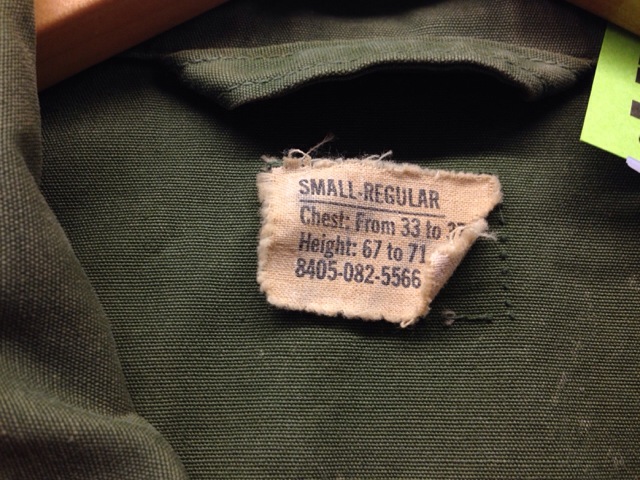 SMALL-REGULAR
Chest: From 33 to
Height: 67 to 71
8405-082-5566